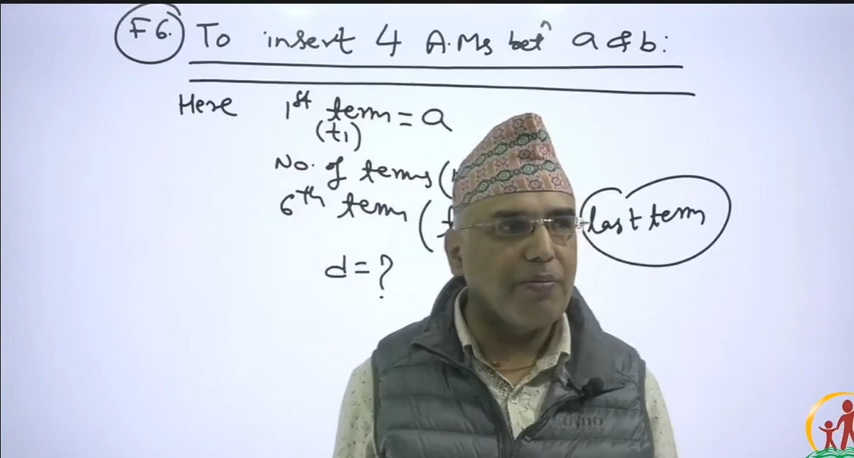 F6. To insert 4 A.Ms betⁿ a & b:
Here 1st term = a
(t1)
No. of terms (
6th term ( last term
d = ?